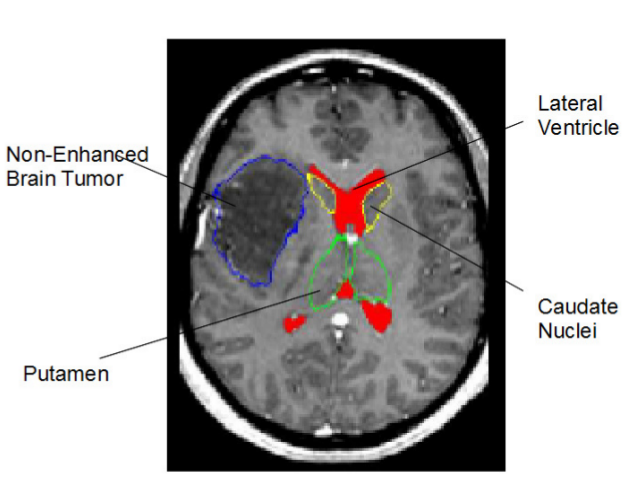 Lateral
Ventricle
Non-Enhanced
Brain Tumor
Caudate
Nuclei
Putamen